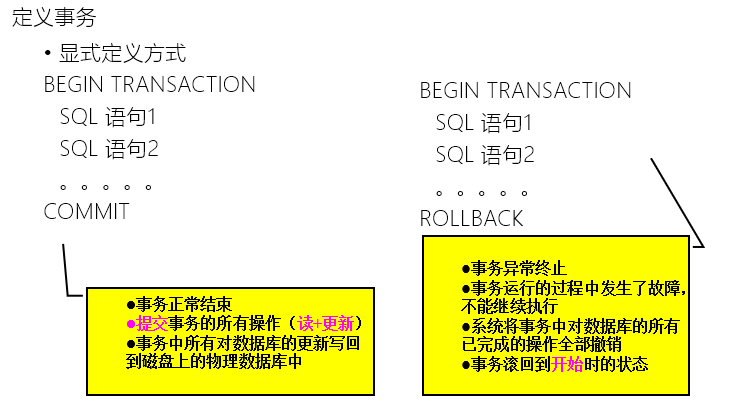 定义事务
• 显式定义方式
BEGIN TRANSACTION
SQL 语句1
SQL 语句2
。。。。。
COMMIT
●事务正常结束
●提交事务的所有操作（读+更新）
●事务中所有对数据库的更新写回
到磁盘上的物理数据库中
BEGIN TRANSACTION
SQL 语句1
SQL 语句2
。。。。。
ROLLBACK
●事务异常终止
●事务运行的过程中发生了故障，
不能继续执行
●系统将事务中对数据库的所有
已完成的操作全部撤销
●事务滚回到开始时的状态